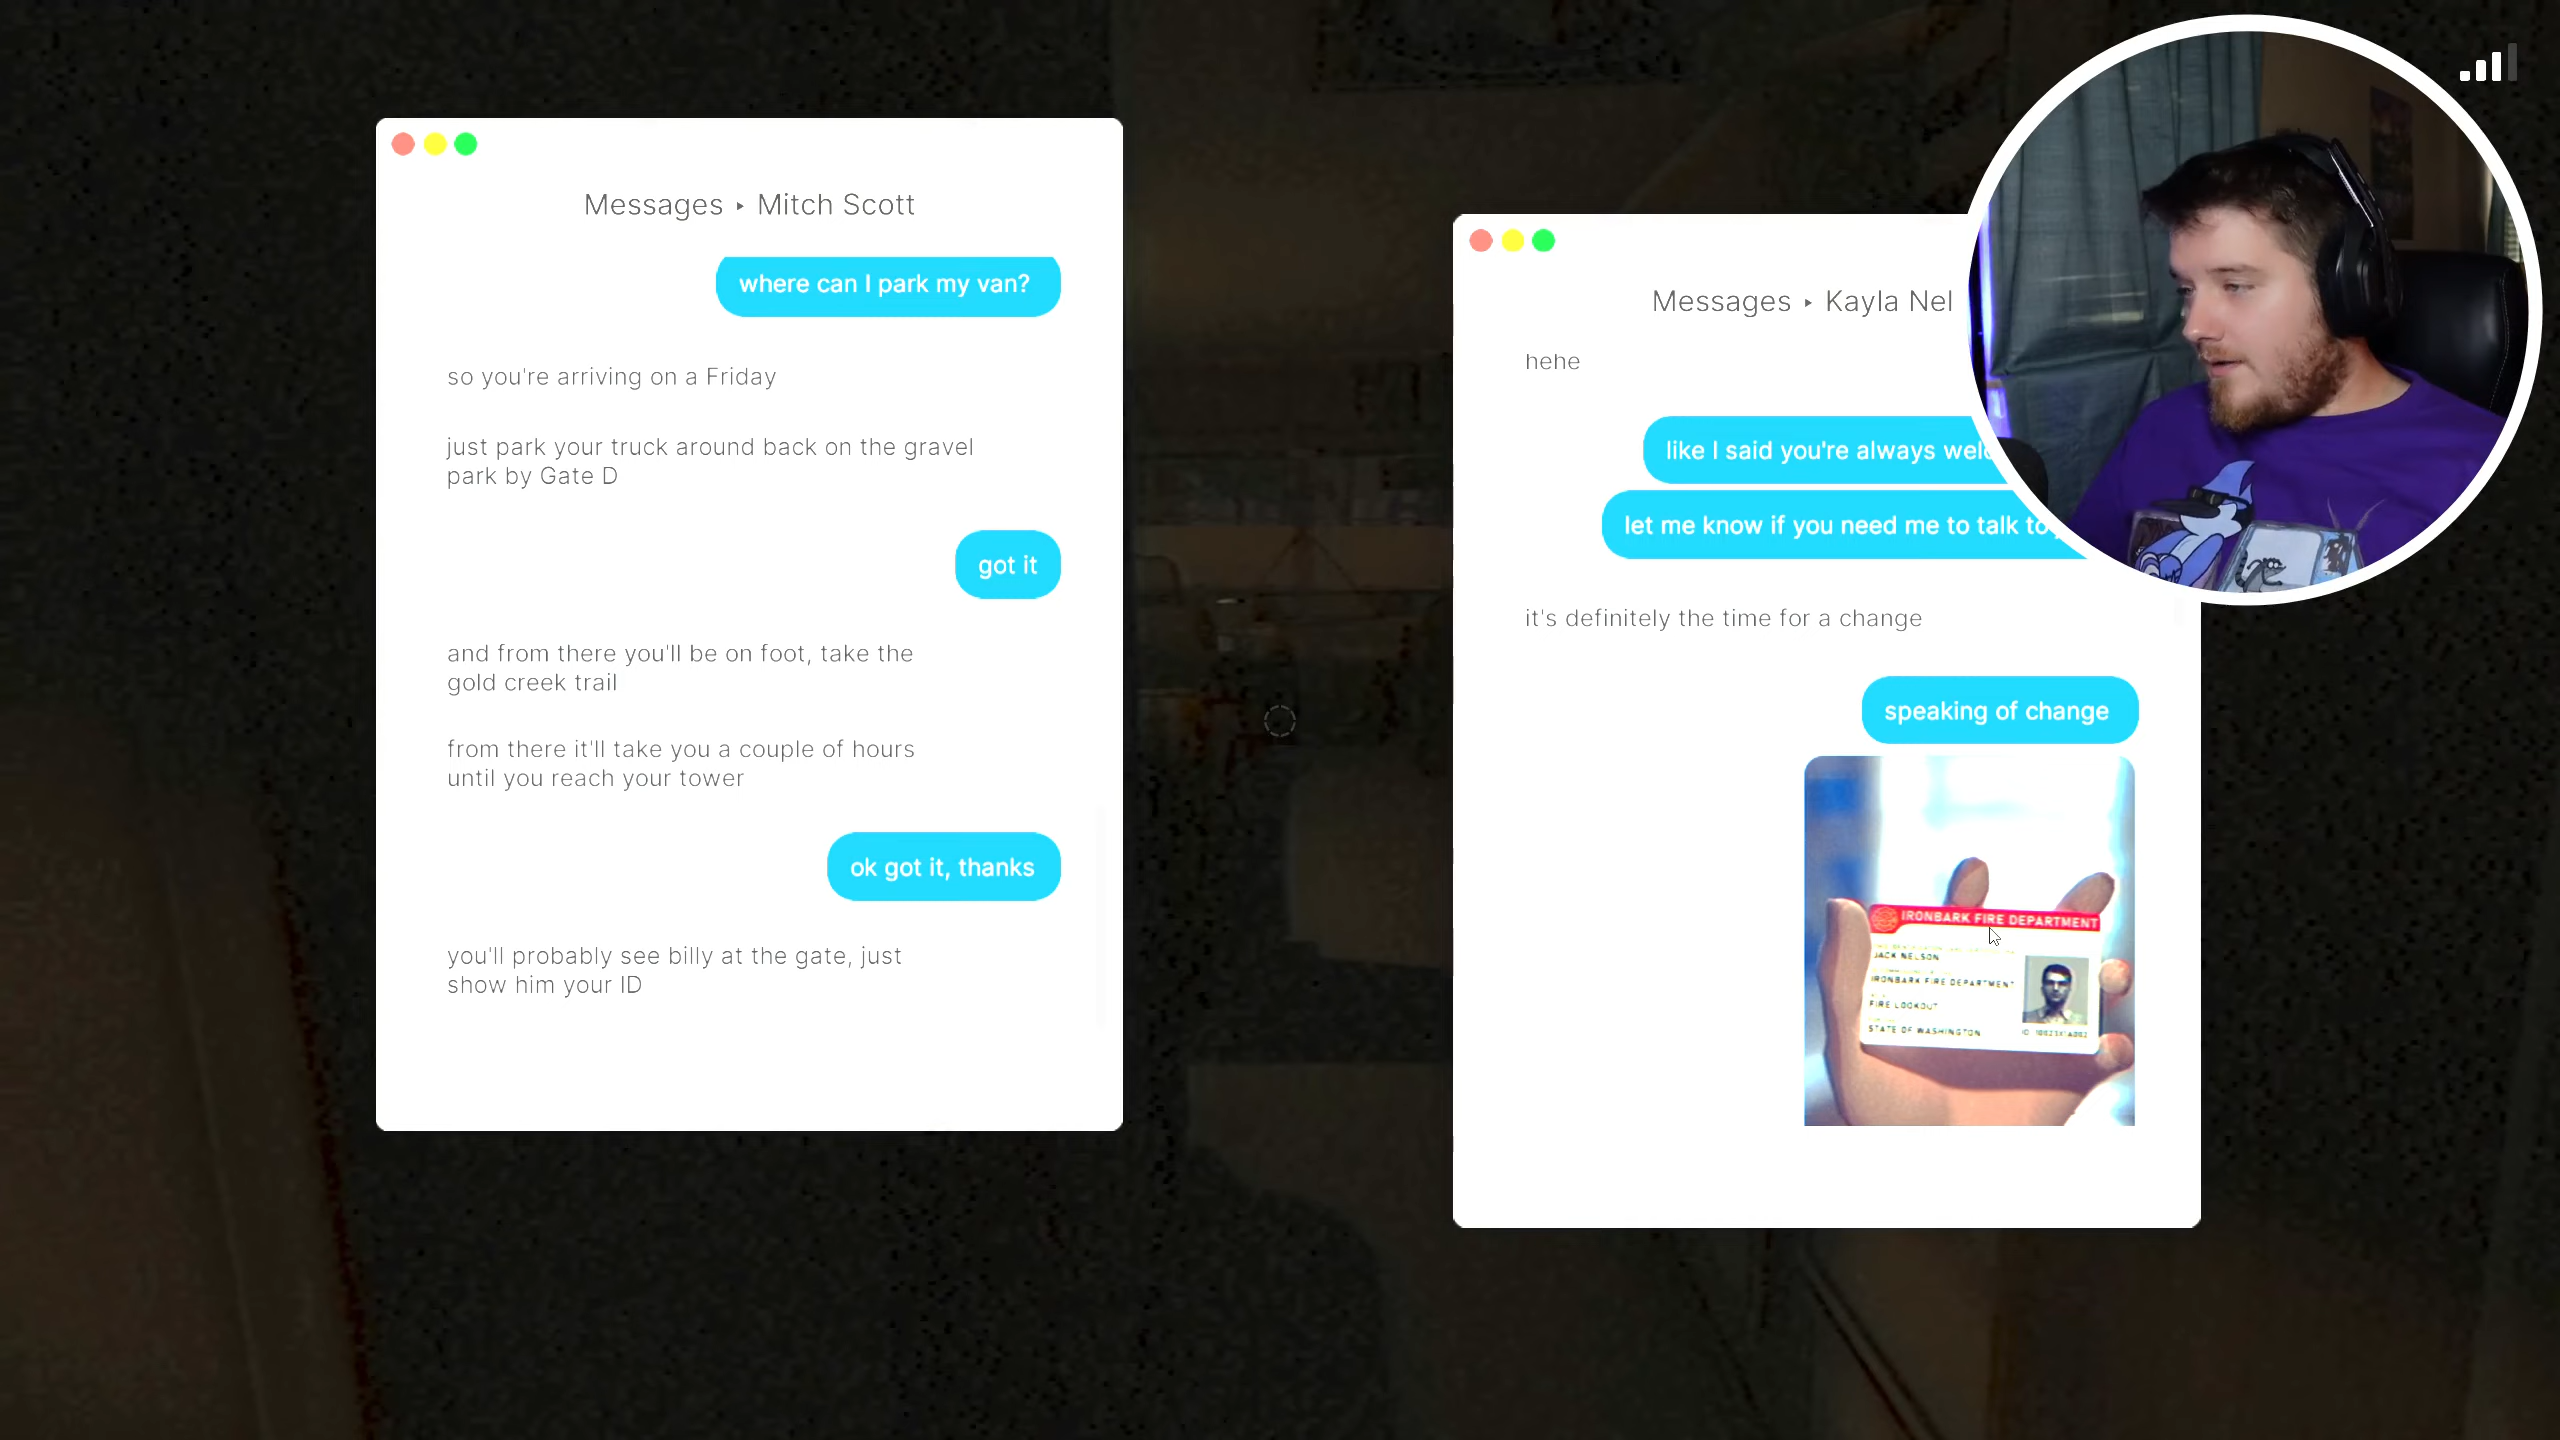 Messages ▸ Mitch Scott
where can I park my van?
so you're arriving on a Friday
just park your truck around back on the gravel
park by Gate D
got it
and from there you'll be on foot, take the
gold creek trail
from there it'll take you a couple of hours
until you reach your tower
ok got it, thanks
you'll probably see billy at the gate, just
show him your ID
Messages ▸ Kayla Nel
hehe
like I said you're always
let me know if you need me to talk to
it's definitely the time for a change
speaking of change
IRONBARK FIRE DEPARTMENT
JACK NELSON
IRONBARK FIRE DEPARTMENT
FIRE LOOKOUT
STATE OF WASHINGTON